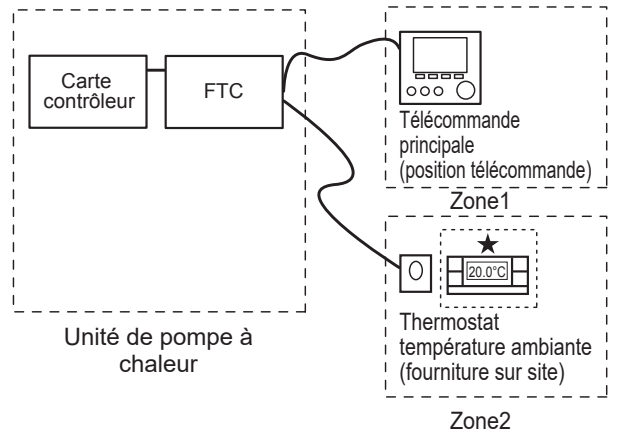 Carte
contrôleur
FTC
Télécommande
principale
(position télécommande)
Zone1
20.0°C
Thermostat
température ambiante
(fourniture sur site)
Zone2
Unité de pompe à
chaleur